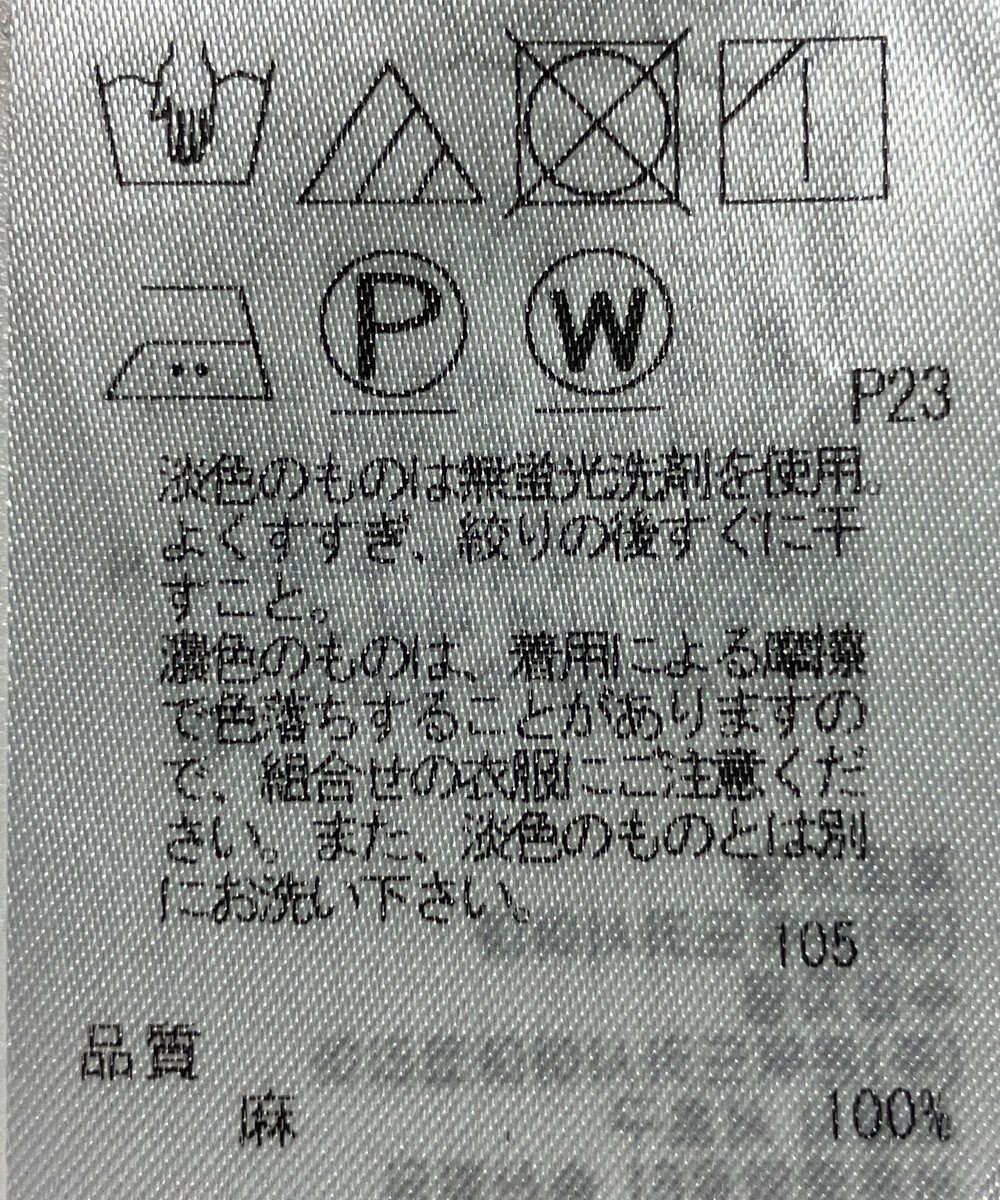 P W
P23
淡色のものは無蛍光洗剤を使用。
よくすすぎ、絞りの後すぐに干
すこと。
濃色のものは、着用による摩擦
で色落ちすることがありますの
で、組合せの衣服にご注意くだ
さい。また、淡色のものとは別
にお洗い下さい。
105
品質
麻 100%